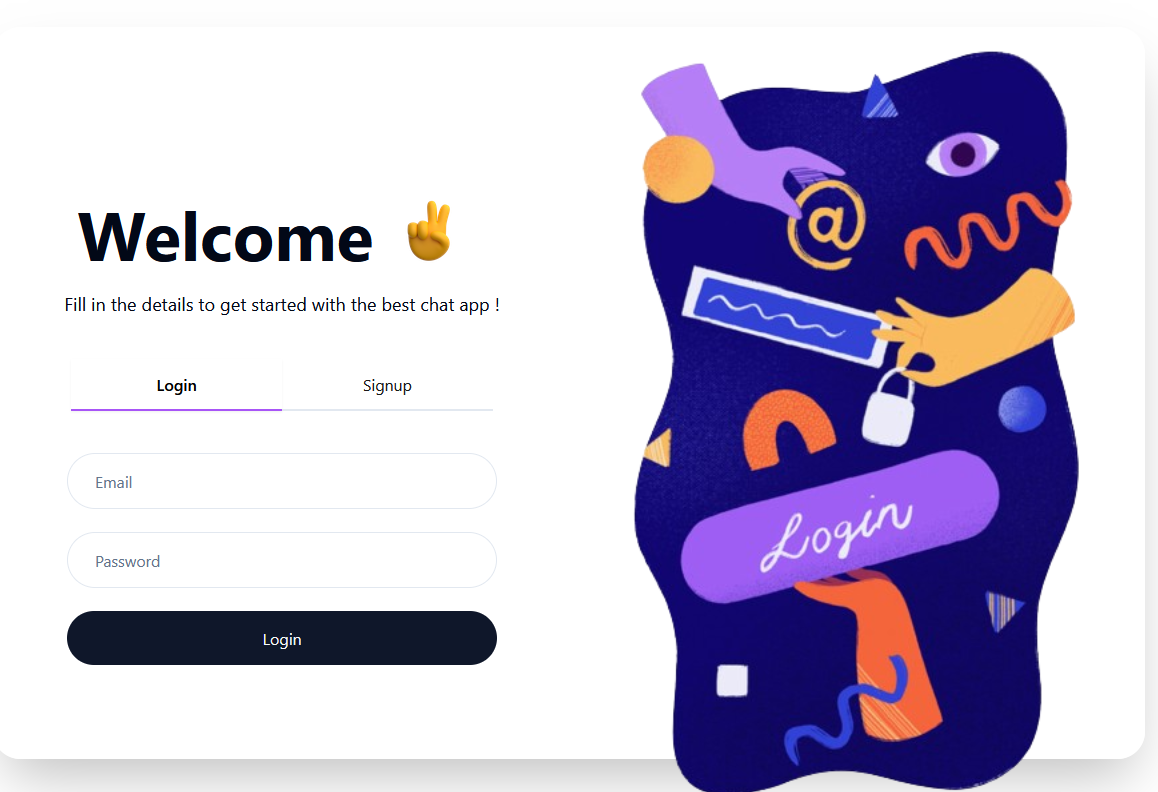 Welcome ✌️
Fill in the details to get started with the best chat app !
Login
Signup
Email
Password
Login
@
Login